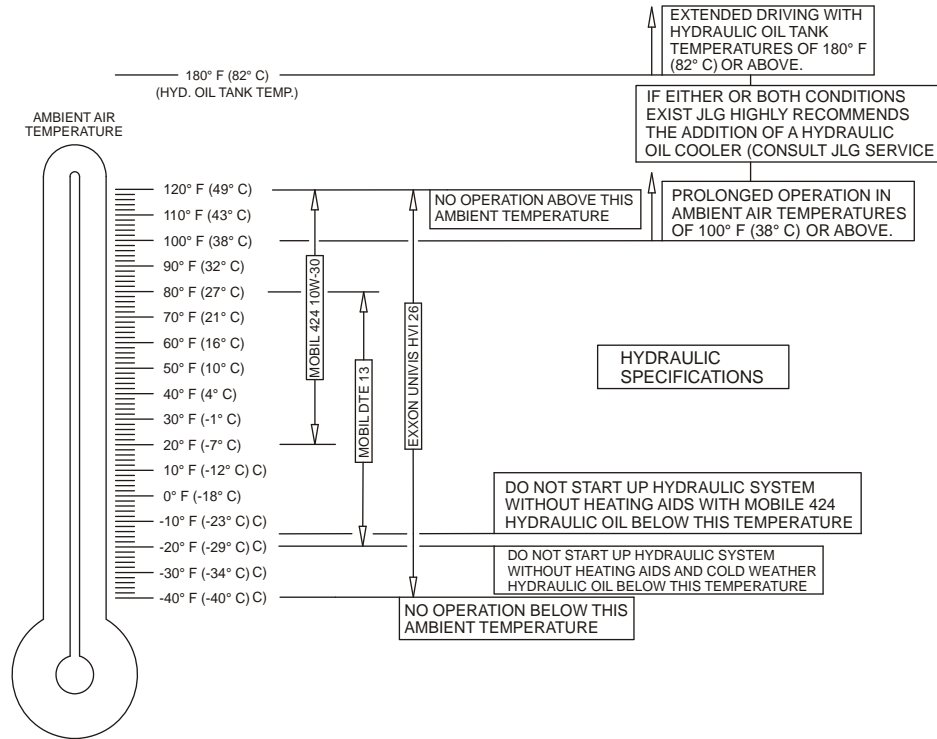 EXTENDED DRIVING WITH
HYDRAULIC OIL TANK
TEMPERATURES OF 180° F
(82° C) OR ABOVE.
180° F (82° C)
(HYD. OIL TANK TEMP.)
IF EITHER OR BOTH CONDITIONS
EXIST JLG HIGHLY RECOMMENDS
THE ADDITION OF A HYDRAULIC
OIL COOLER (CONSULT JLG SERVICE
AMBIENT AIR
TEMPERATURE
120° F (49° C)
110° F (43° C)
100° F (38° C)
90° F (32° C)
80° F (27° C)
70° F (21° C)
60° F (16° C)
50° F (10° C)
40° F (4° C)
30° F (-1° C)
20° F (-7° C)
10° F (-12° C) C)
0° F (-18° C)
-10° F (-23° C) C)
-20° F (-29° C) C)
-30° F (-34° C) C)
-40° F (-40° C) C)
NO OPERATION ABOVE THIS
AMBIENT TEMPERATURE
PROLONGED OPERATION IN
AMBIENT AIR TEMPERATURES
OF 100° F (38° C) OR ABOVE.
MOBIL 424 10W-30
MOBIL DTE 13
EXXON UNIVIS HVI 26
HYDRAULIC
SPECIFICATIONS
DO NOT START UP HYDRAULIC SYSTEM
WITHOUT HEATING AIDS WITH MOBILE 424
HYDRAULIC OIL BELOW THIS TEMPERATURE
DO NOT START UP HYDRAULIC SYSTEM
WITHOUT HEATING AIDS AND COLD WEATHER
HYDRAULIC OIL BELOW THIS TEMPERATURE
NO OPERATION BELOW THIS
AMBIENT TEMPERATURE